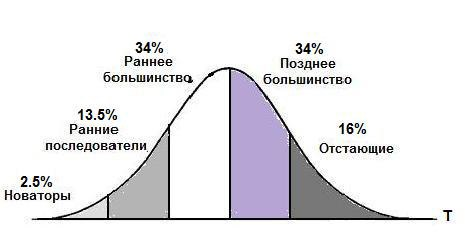 34%
Раннее
большинство
34%
Позднее
большинство
13.5%
Ранние
последователи
16%
Отстающие
2.5%
Новаторы
T